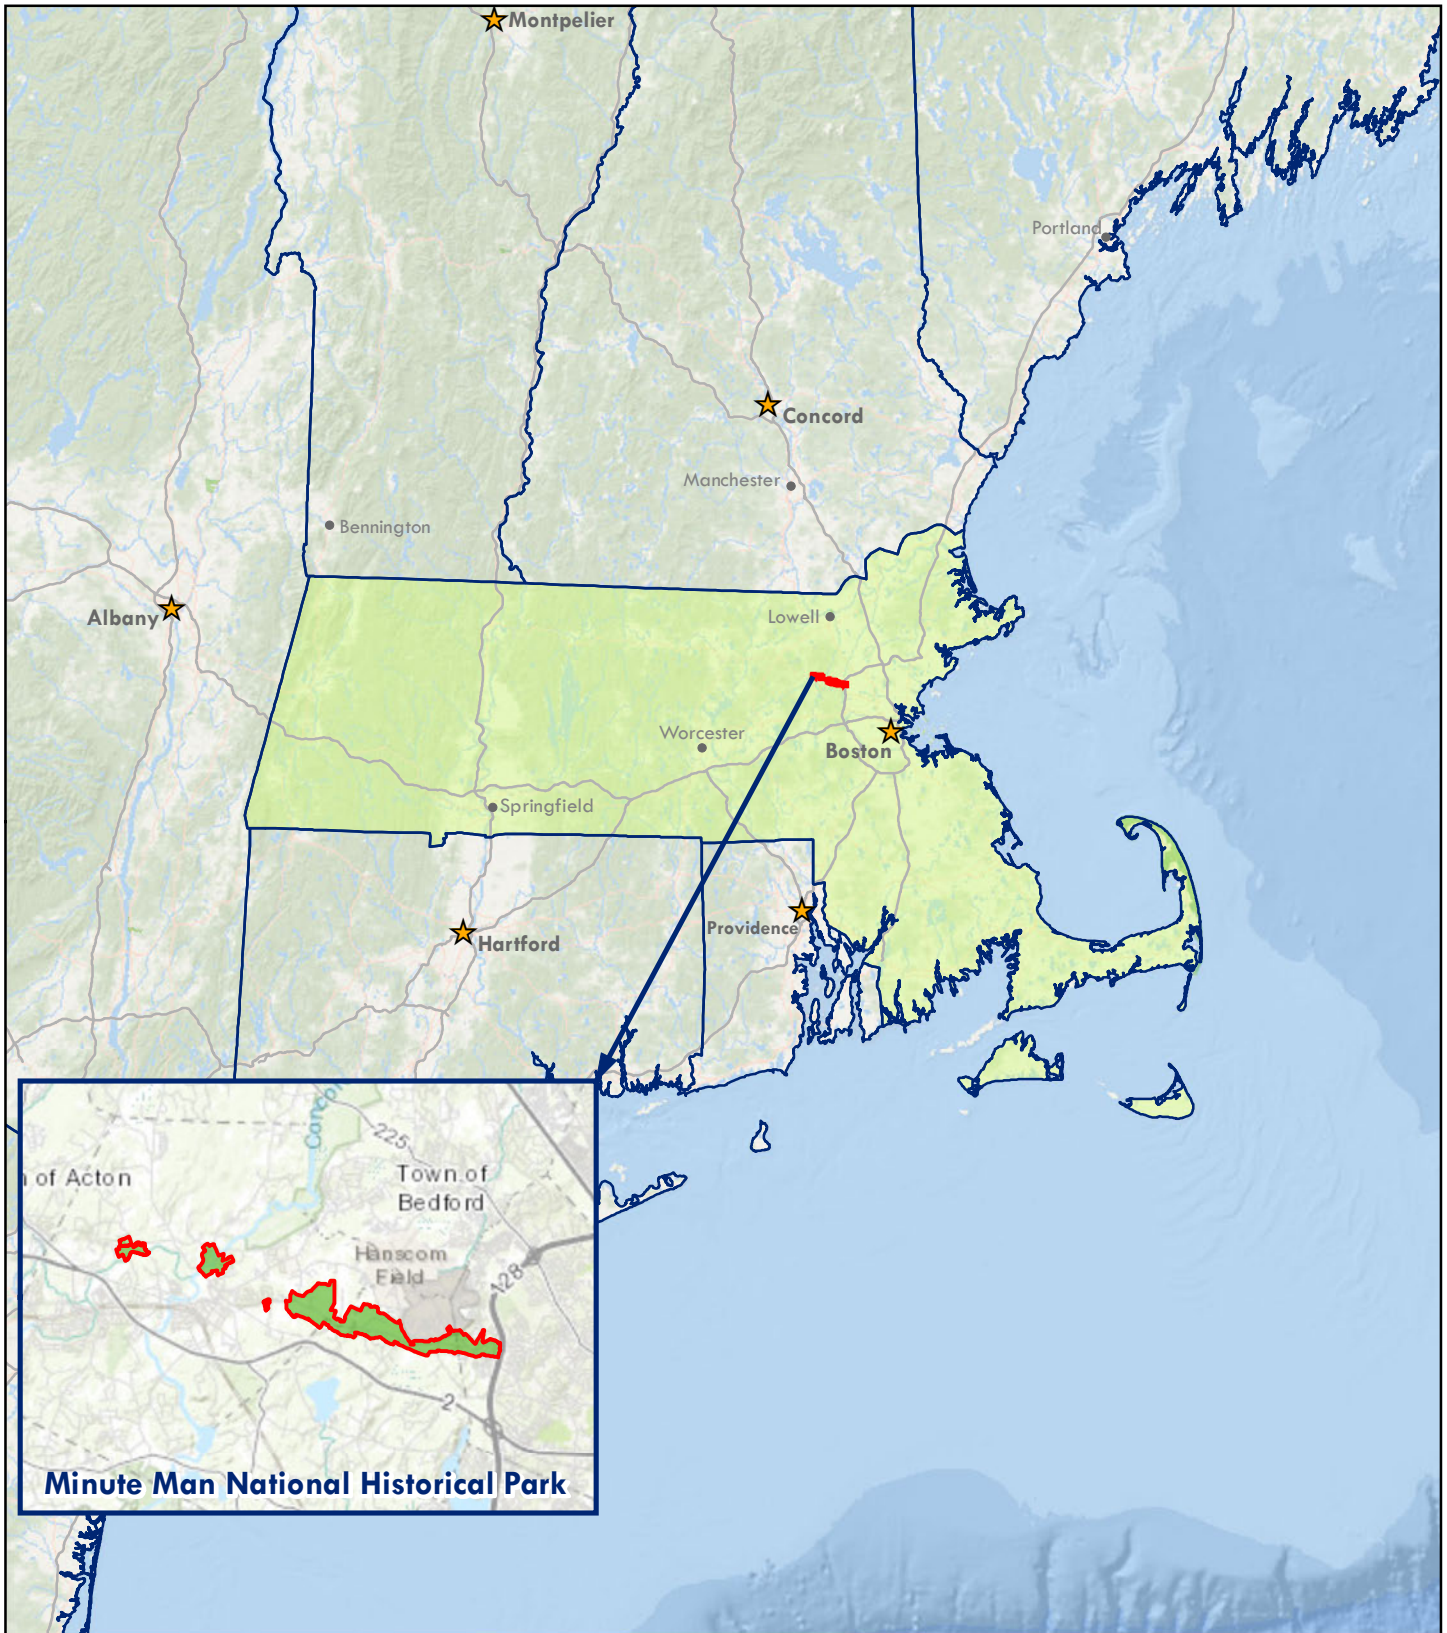 Montpelier
Portland
Concord
Manchester
Bennington
Albany
Lowell
Worcester
Boston
Springfield
Providence
Hartford
225
of Acton
Town of
Bedford
Hanscom
Field
128
2
Minute Man National Historical Park